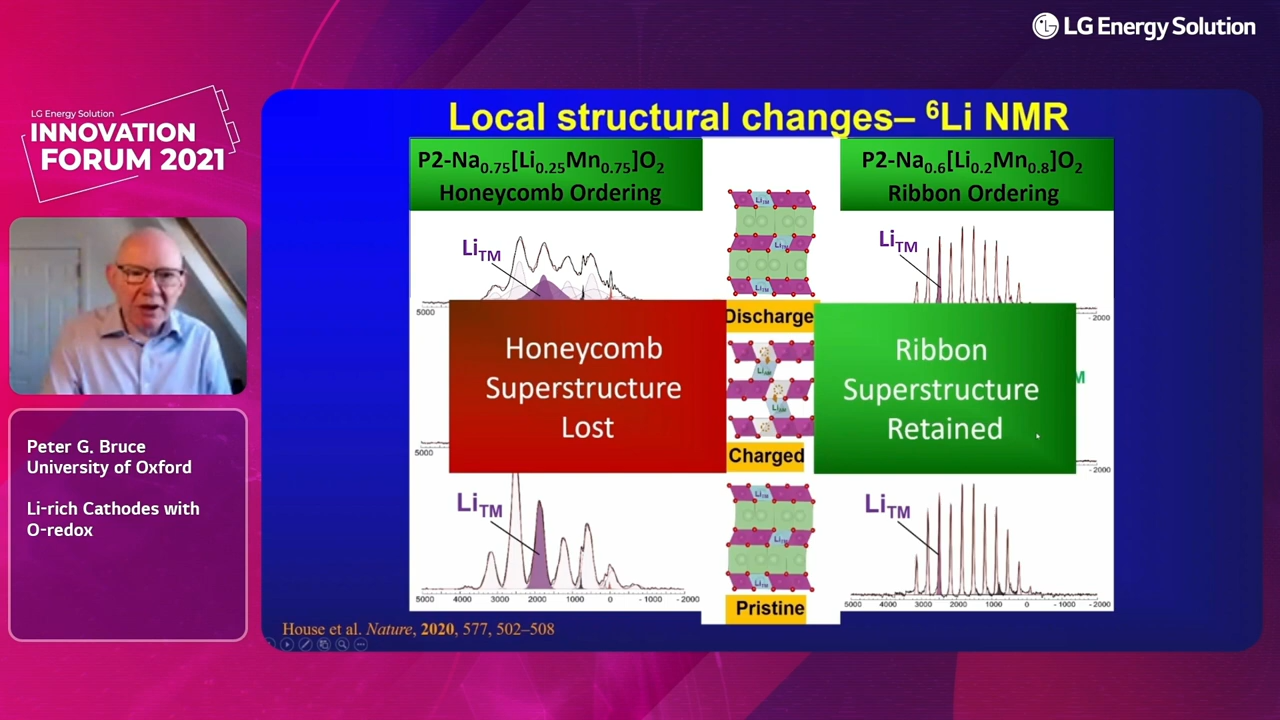 LG Energy Solution
LG Energy Solution
INNOVATION
FORUM 2021
Peter G. Bruce
University of Oxford
Li-rich Cathodes with
O-redox
Local structural changes– ⁶Li NMR
P2-Na₀.₇₅[Li₀.₂₅Mn₀.₇₅]O₂
Honeycomb Ordering
P2-Na₀.₆[Li₀.₂Mn₀.₈]O₂
Ribbon Ordering
Li_TM
Li_TM
5000
- 2000
Discharge
Honeycomb
Superstructure
Lost
Ribbon
Superstructure
Retained
M
5000
- 2000
Charged
Li_TM
Li_TM
5000 4000 3000 2000 1000 0 - 1000 - 2000
Pristine
5000 4000 3000 2000 1000 0 - 1000 - 2000
House et al. Nature, 2020, 577, 502–508